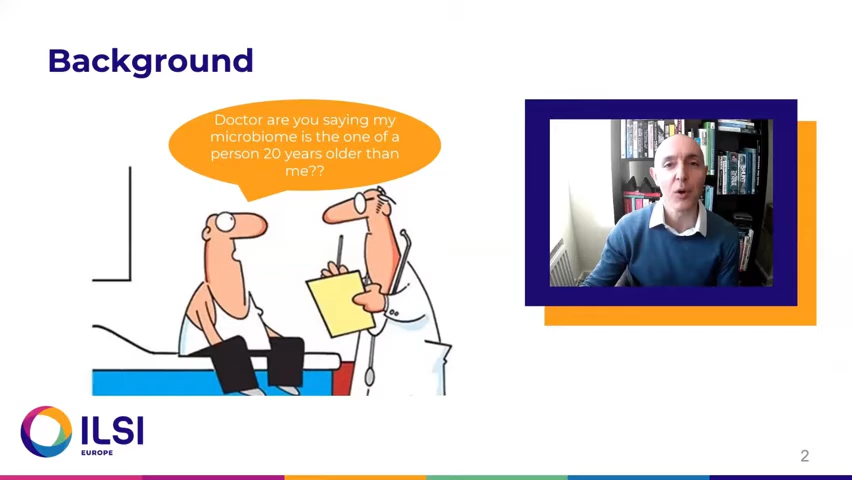 Background
Doctor are you saying my
microbiome is the one of a
person 20 years older than
me??
ILSI
EUROPE
2